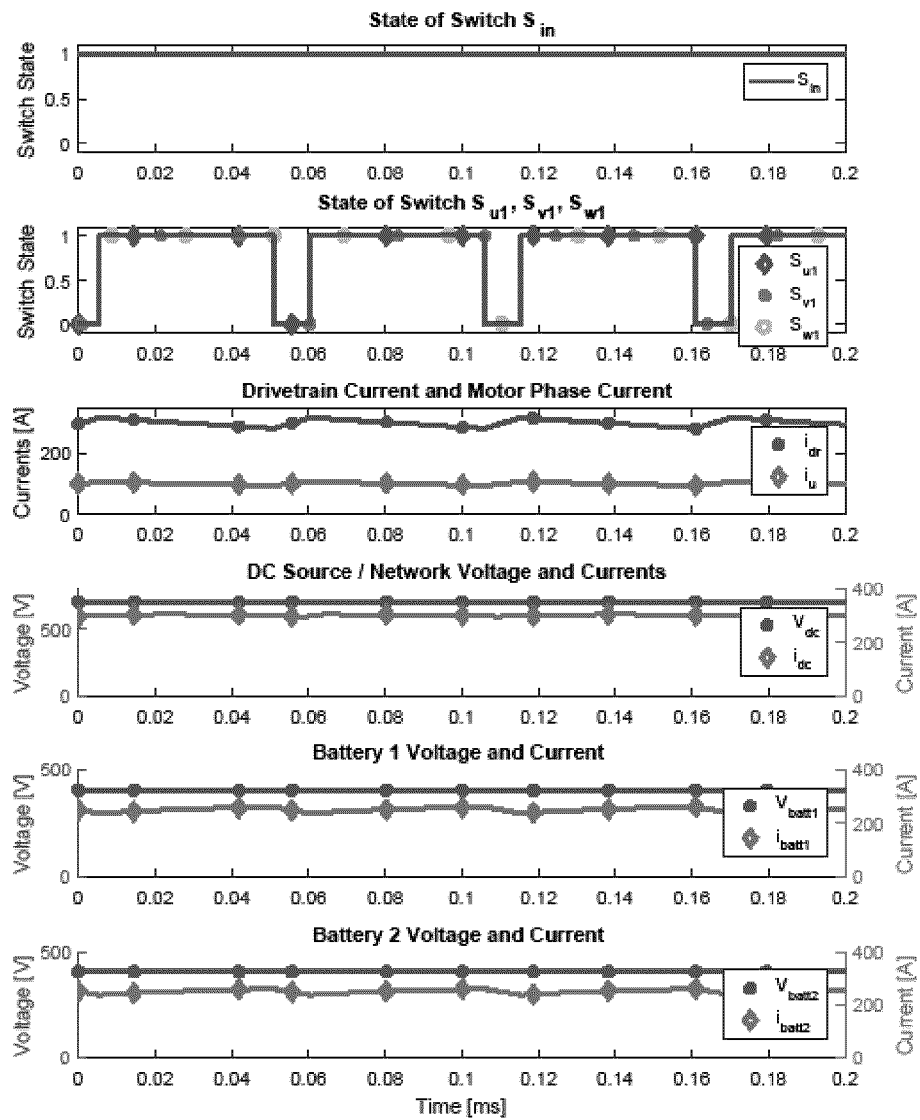 State of Switch S in
Switch State
1
0.5
0
S in
0 0.02 0.04 0.06 0.08 0.1 0.12 0.14 0.16 0.18 0.2
State of Switch S u1, S v1, S w1
Switch State
1
0.5
0
S u1
S v1
S w1
0 0.02 0.04 0.06 0.08 0.1 0.12 0.14 0.16 0.18 0.2
Drivetrain Current and Motor Phase Current
Currents [A]
200
0
i dr
i u
0 0.02 0.04 0.06 0.08 0.1 0.12 0.14 0.16 0.18 0.2
DC Source / Network Voltage and Currents
Voltage [V]
500
0
V dc
i dc
400
200
0
Current [A]
0 0.02 0.04 0.06 0.08 0.1 0.12 0.14 0.16 0.18 0.2
Battery 1 Voltage and Current
Voltage [V]
500
0
V batt1
i batt1
400
200
0
Current [A]
0 0.02 0.04 0.06 0.08 0.1 0.12 0.14 0.16 0.18 0.2
Battery 2 Voltage and Current
Voltage [V]
500
0
V batt2
i batt2
400
200
0
Current [A]
0 0.02 0.04 0.06 0.08 0.1 0.12 0.14 0.16 0.18 0.2
Time [ms]